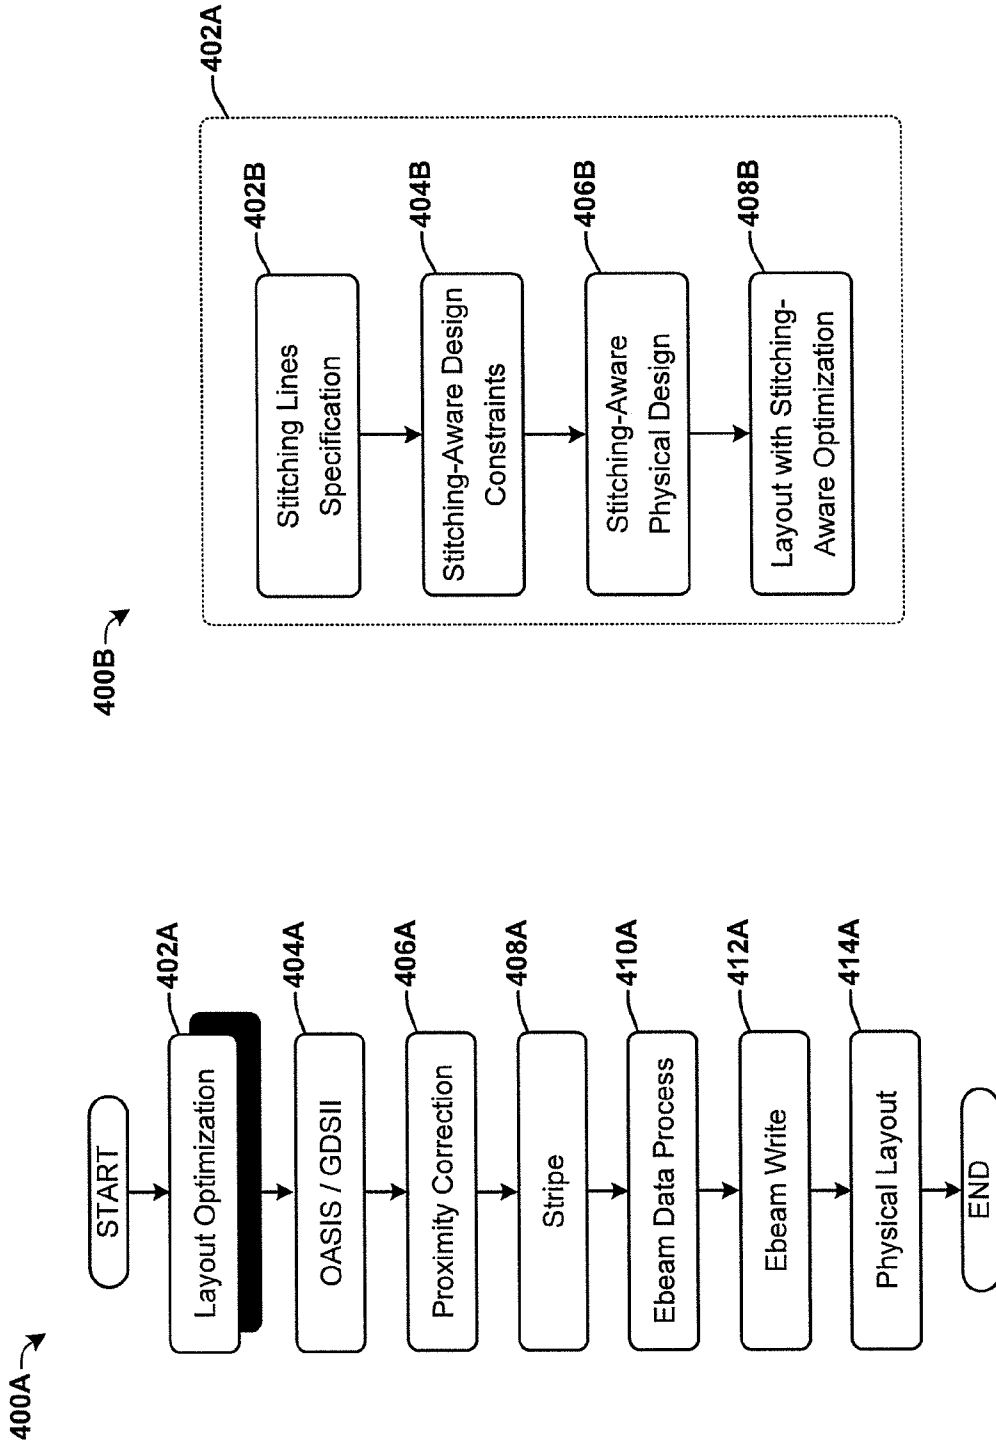 400A
START
402A
Layout Optimization
404A
OASIS / GDSII
406A
Proximity Correction
408A
Stripe
410A
Ebeam Data Process
412A
Ebeam Write
414A
Physical Layout
END
400B
402A
402B
Stitching Lines
Specification
404B
Stitching-Aware Design
Constraints
406B
Stitching-Aware
Physical Design
408B
Layout with Stitching-
Aware Optimization